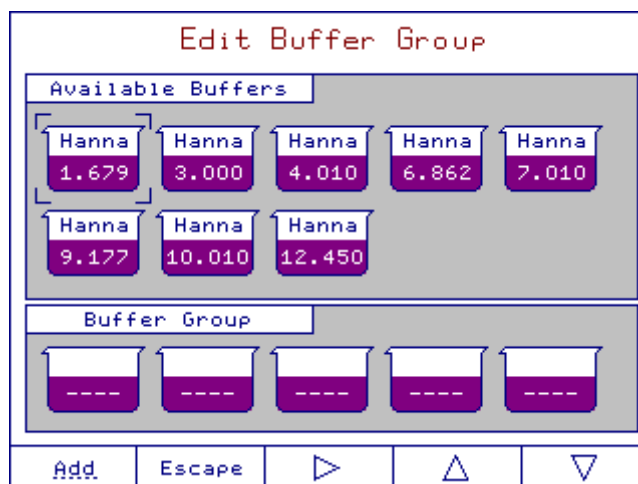 Edit Buffer Group
Available Buffers
Hanna Hanna Hanna Hanna Hanna
1.679 3.000 4.010 6.862 7.010
Hanna Hanna Hanna
9.177 10.010 12.450
Buffer Group
---- ---- ---- ---- ----
Add Escape